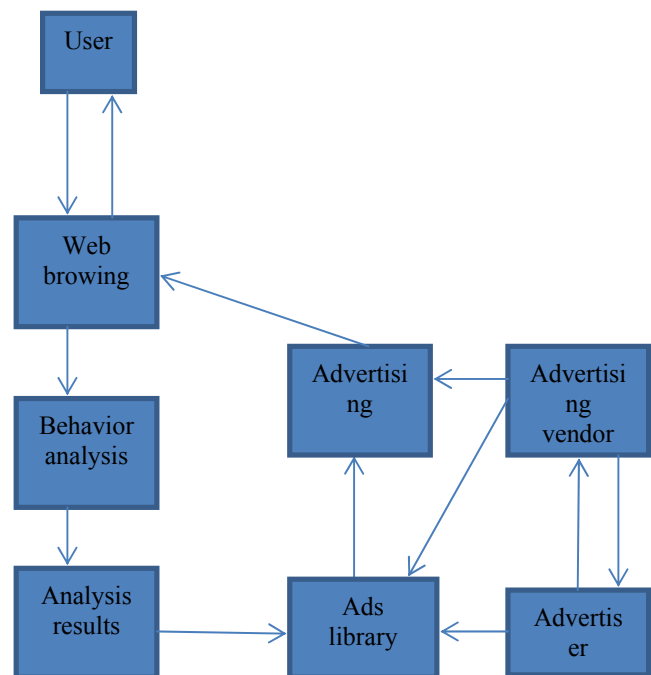 User
Web
browing
Advertisi
ng
Advertisi
ng
vendor
Behavior
analysis
Analysis
results
Ads
library
Advertis
er